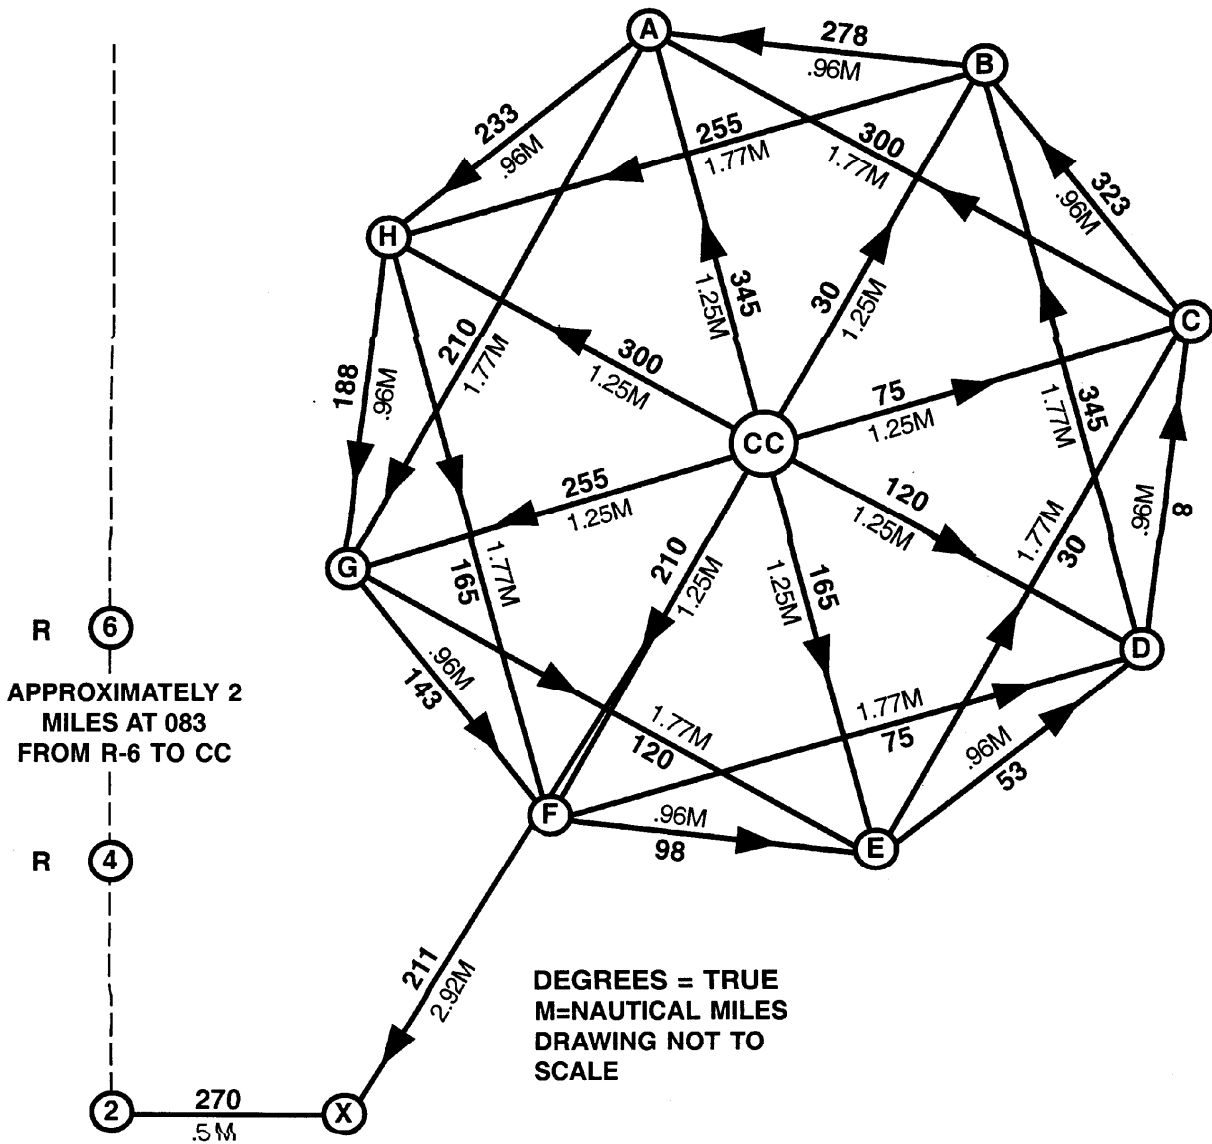 A
278
.96M
B
233
.96M
255
1.77M
300
1.77M
323
.96M
H
345
1.25M
30
1.25M
C
210
1.77M
188
.96M
300
1.25M
75
1.25M
345
1.77M
CC
255
1.25M
120
1.25M
.96M
8
G
165
1.77M
210
1.25M
165
1.25M
1.77M
30
R 6
D
APPROXIMATELY 2
MILES AT 083
FROM R-6 TO CC
.96M
143
1.77M
120
1.77M
75
.96M
53
F
.96M
98
E
R 4
211
2.92M
DEGREES = TRUE
M=NAUTICAL MILES
DRAWING NOT TO
SCALE
2
270
.5M
X